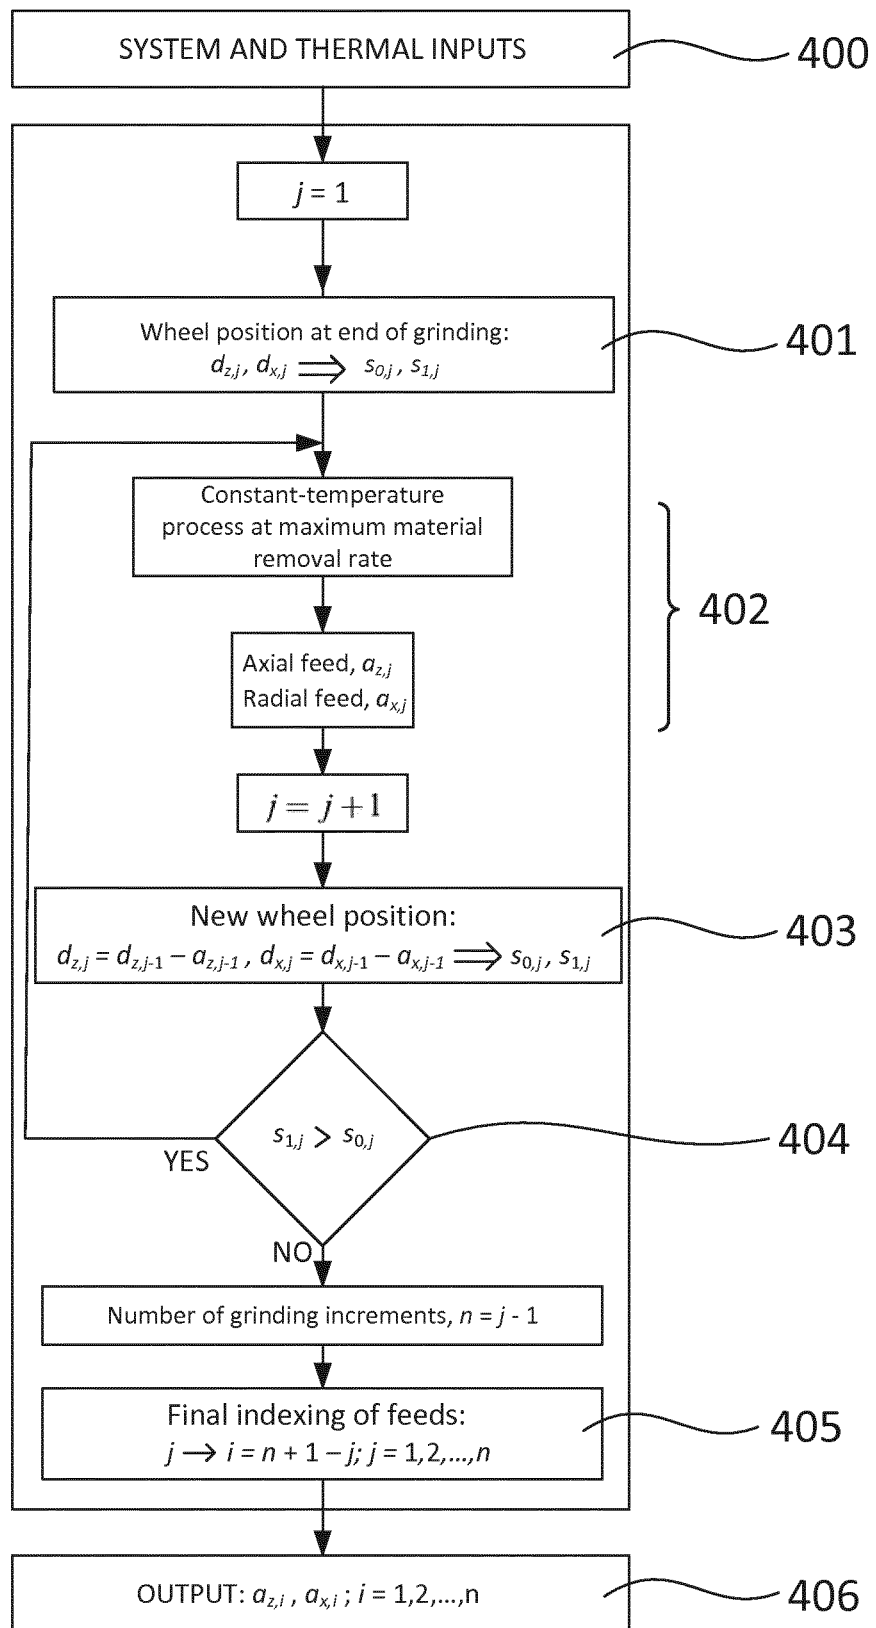 SYSTEM AND THERMAL INPUTS
400
j = 1
Wheel position at end of grinding:
d_{z,j}, d_{x,j} ⟹ s_{0,j}, s_{1,j}
401
Constant-temperature
process at maximum material
removal rate
Axial feed, a_{z,j}
Radial feed, a_{x,j}
402
j = j + 1
New wheel position:
d_{z,j} = d_{z,j-1} – a_{z,j-1}, d_{x,j} = d_{x,j-1} – a_{x,j-1} ⟹ s_{0,j}, s_{1,j}
403
s_{1,j} > s_{0,j}
404
YES
NO
Number of grinding increments, n = j - 1
Final indexing of feeds:
j → i = n + 1 – j; j = 1,2,...,n
405
OUTPUT: a_{z,i}, a_{x,i}; i = 1,2,...,n
406